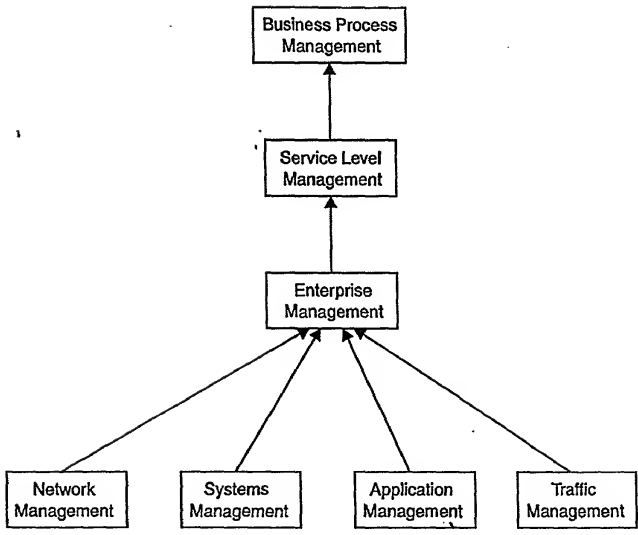 Business Process
Management
Service Level
Management
Enterprise
Management
Network
Management
Systems
Management
Application
Management
Traffic
Management